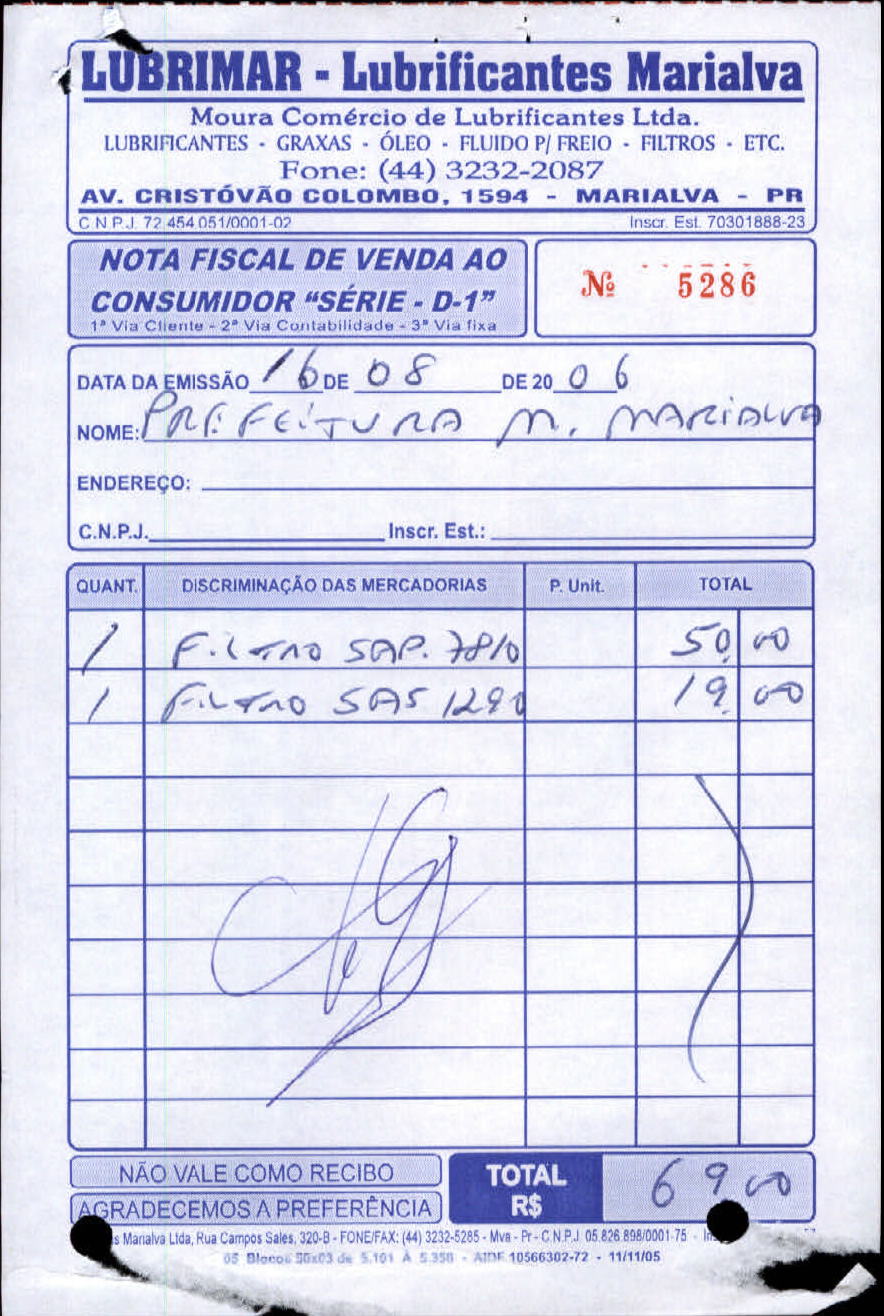 LUBRIMAR - Lubrificantes Marialva
Moura Comércio de Lubrificantes Ltda.
LUBRIFICANTES - GRAXAS - ÓLEO - FLUIDO P/ FREIO - FILTROS - ETC.
Fone: (44) 3232-2087
AV. CRISTÓVÃO COLOMBO, 1594 - MARIALVA - PR
C.N.P.J. 72.454.051/0001-02 Inscr. Est. 70301888-23
NOTA FISCAL DE VENDA AO
CONSUMIDOR "SÉRIE - D-1"
1ª Via Cliente - 2ª Via Contabilidade - 3ª Via fixa
Nº 5286
DATA DA EMISSÃO 16 DE 08 DE 20 06
NOME: PREFEITURA M. MARIALVA
ENDEREÇO:
C.N.P.J. Inscr. Est.:
QUANT. DISCRIMINAÇÃO DAS MERCADORIAS P. Unit. TOTAL
1 FILTRO SAP. 7810 50,00
1 FILTRO SAS 1290 19,00
NÃO VALE COMO RECIBO
AGRADECEMOS A PREFERÊNCIA
TOTAL R$ 69 00
Marialva Ltda, Rua Campos Sales, 320-B - FONE/FAX: (44) 3232-5285 - Mva - Pr - C.N.P.J. 05.826.898/0001-75
05 Blocos 50x03 de 5.101 À 5.350 - AIDF 10566302-72 - 11/11/05